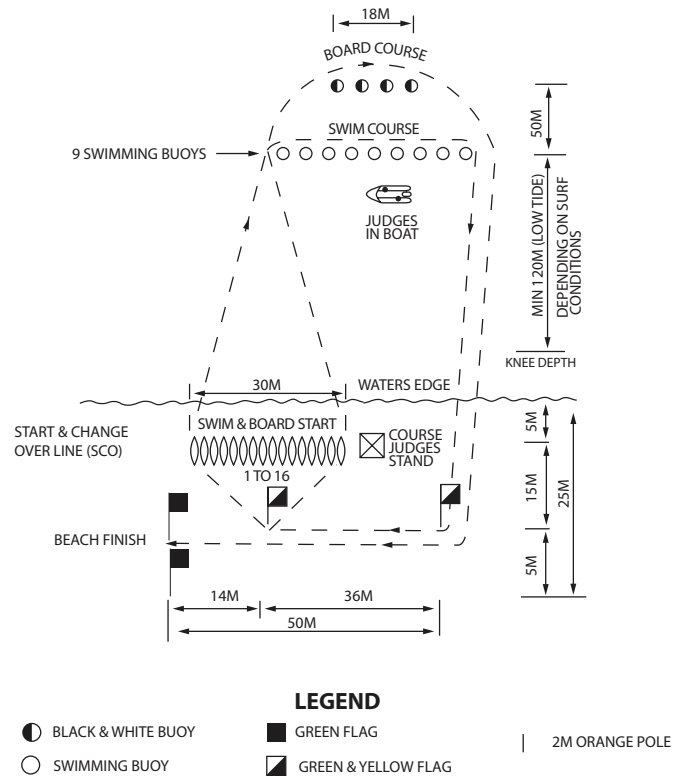 18M
BOARD COURSE
SWIM COURSE
50M
9 SWIMMING BUOYS
JUDGES
IN BOAT
MIN 120M (LOW TIDE)
DEPENDING ON SURF
CONDITIONS
KNEE DEPTH
30M
WATERS EDGE
START & CHANGE
OVER LINE (SCO)
SWIM & BOARD START
COURSE
JUDGES
STAND
1 TO 16
5M
15M
25M
BEACH FINISH
5M
14M
36M
50M
LEGEND
BLACK & WHITE BUOY
GREEN FLAG
2M ORANGE POLE
SWIMMING BUOY
GREEN & YELLOW FLAG